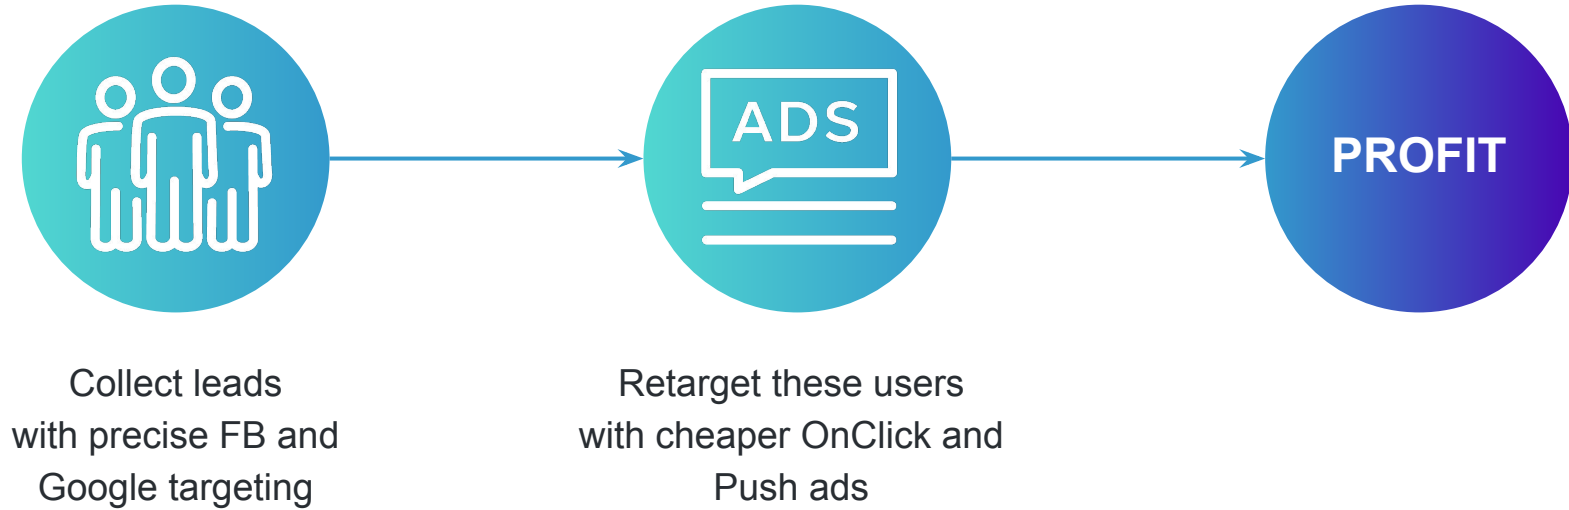 ADS
PROFIT
Collect leads
with precise FB and
Google targeting
Retarget these users
with cheaper OnClick and
Push ads